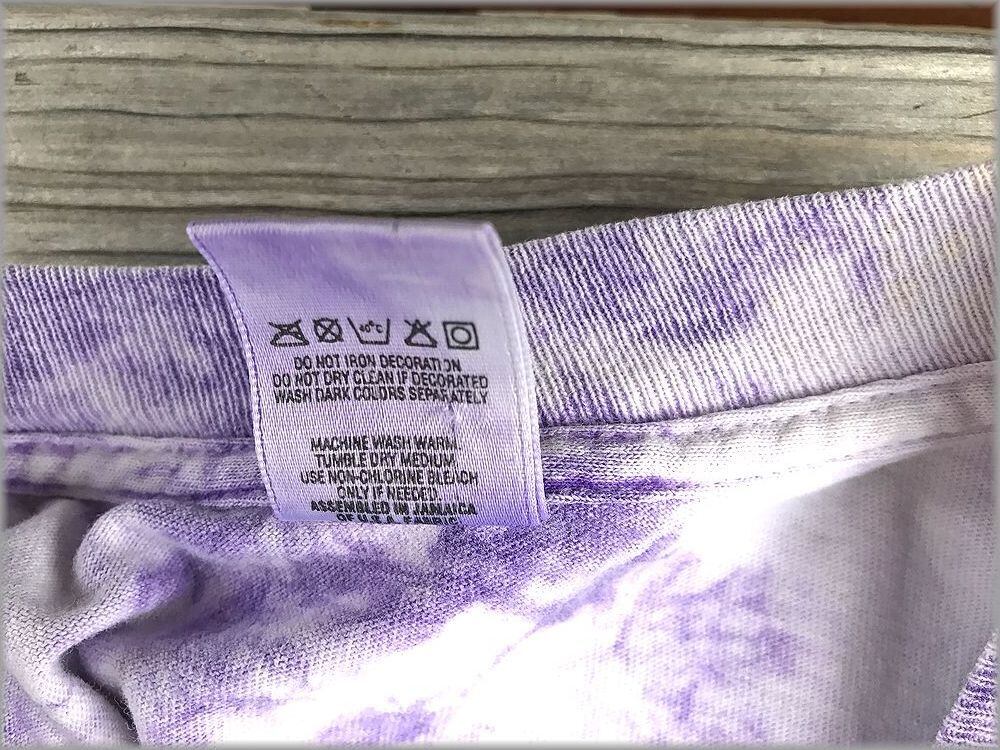 40°C
DO NOT IRON DECORATION
DO NOT DRY CLEAN IF DECORATED
WASH DARK COLORS SEPARATELY
MACHINE WASH WARM
TUMBLE DRY MEDIUM
USE NON-CHLORINE BLEACH
ONLY IF NEEDED.
ASSEMBLED IN JAMAICA
OF U.S.A. FABRIC